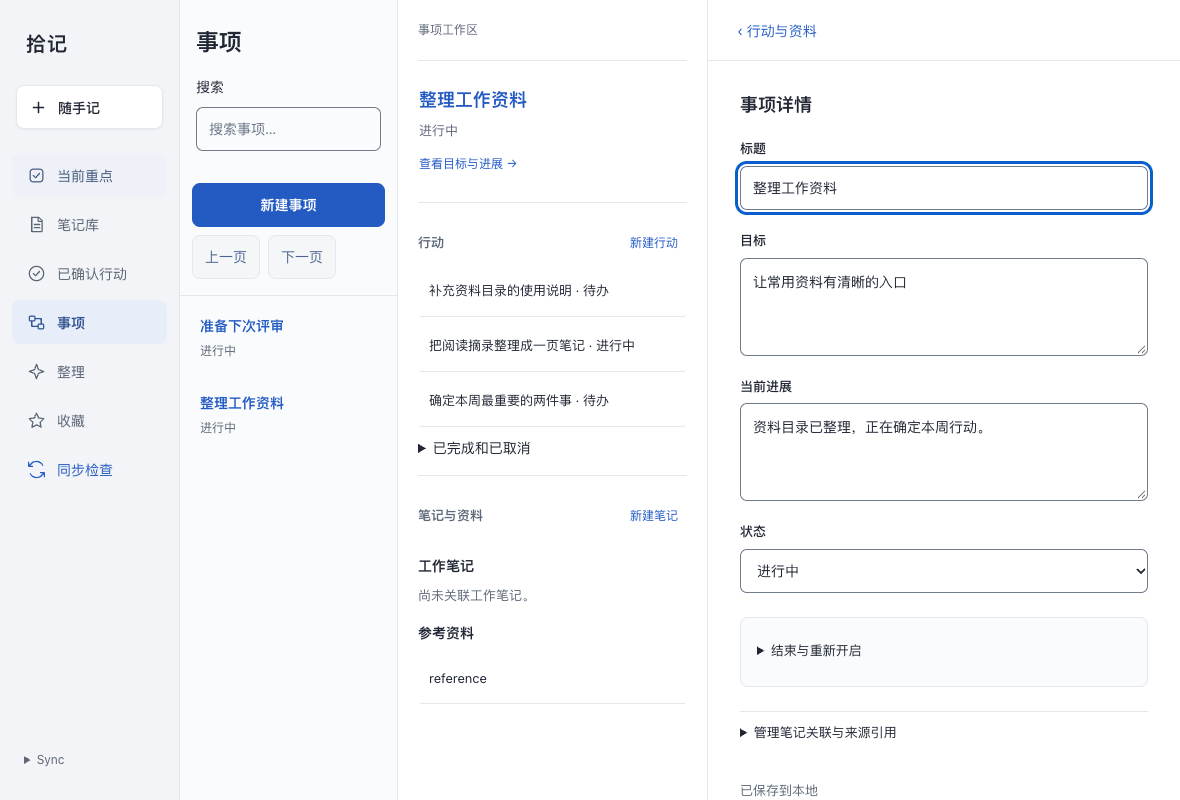 拾记
随手记
当前重点
笔记库
已确认行动
事项
整理
收藏
同步检查
Sync
事项
搜索
搜索事项…
新建事项
上一页
下一页
准备下次评审
进行中
整理工作资料
进行中
事项工作区
整理工作资料
进行中
查看目标与进展 →
行动
新建行动
补充资料目录的使用说明 · 待办
把阅读摘录整理成一页笔记 · 进行中
确定本周最重要的两件事 · 待办
已完成和已取消
笔记与资料
新建笔记
工作笔记
尚未关联工作笔记。
参考资料
reference
‹ 行动与资料
事项详情
标题
整理工作资料
目标
让常用资料有清晰的入口
当前进展
资料目录已整理，正在确定本周行动。
状态
进行中
结束与重新开启
管理笔记关联与来源引用
已保存到本地